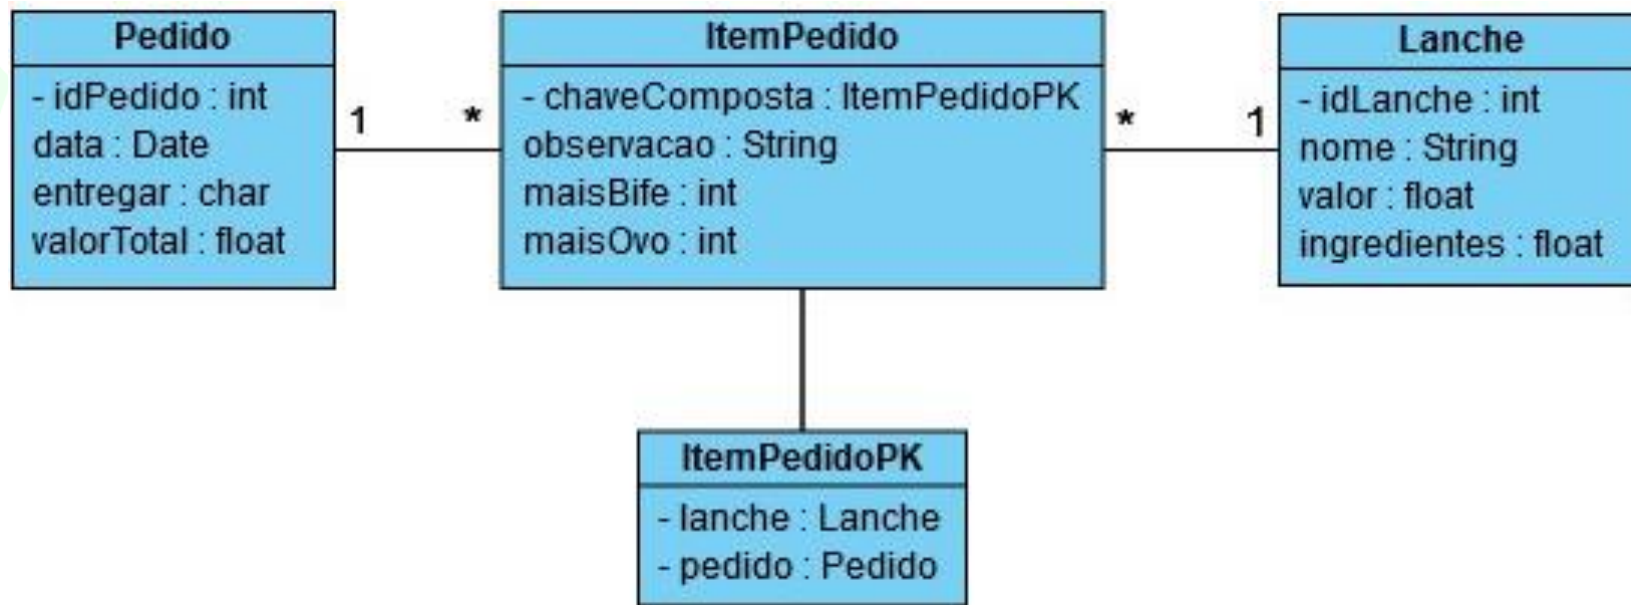 Pedido
- idPedido : int
data : Date
entregar : char
valorTotal : float
1
*
ItemPedido
- chaveComposta : ItemPedidoPK
observacao : String
maisBife : int
maisOvo : int
*
1
Lanche
- idLanche : int
nome : String
valor : float
ingredientes : float
ItemPedidoPK
- lanche : Lanche
- pedido : Pedido